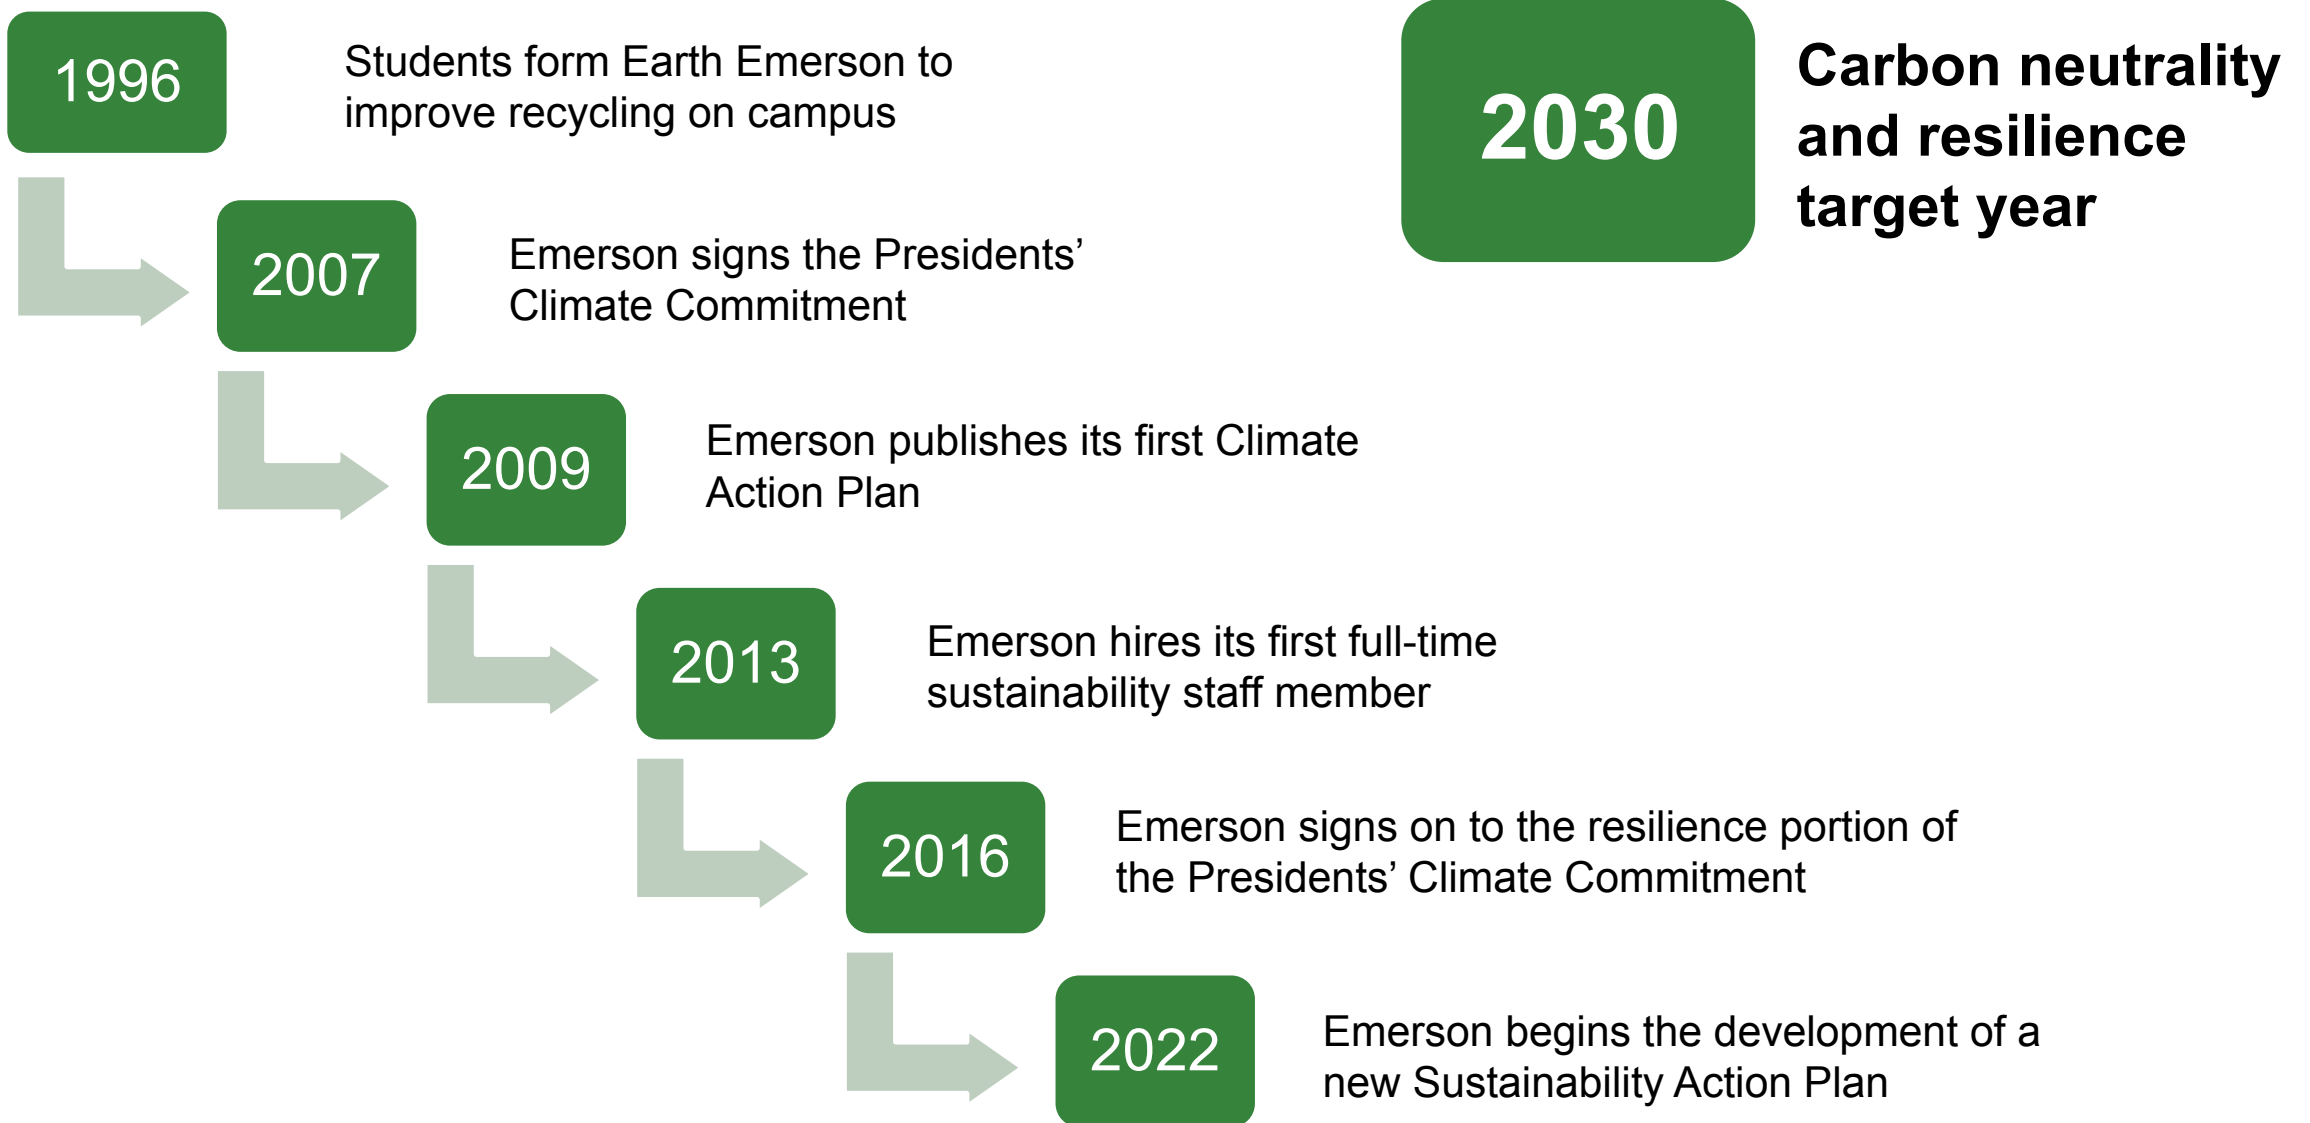 1996
Students form Earth Emerson to
improve recycling on campus
2030
Carbon neutrality
and resilience
target year
2007
Emerson signs the Presidents’
Climate Commitment
2009
Emerson publishes its first Climate
Action Plan
2013
Emerson hires its first full-time
sustainability staff member
2016
Emerson signs on to the resilience portion of
the Presidents’ Climate Commitment
2022
Emerson begins the development of a
new Sustainability Action Plan